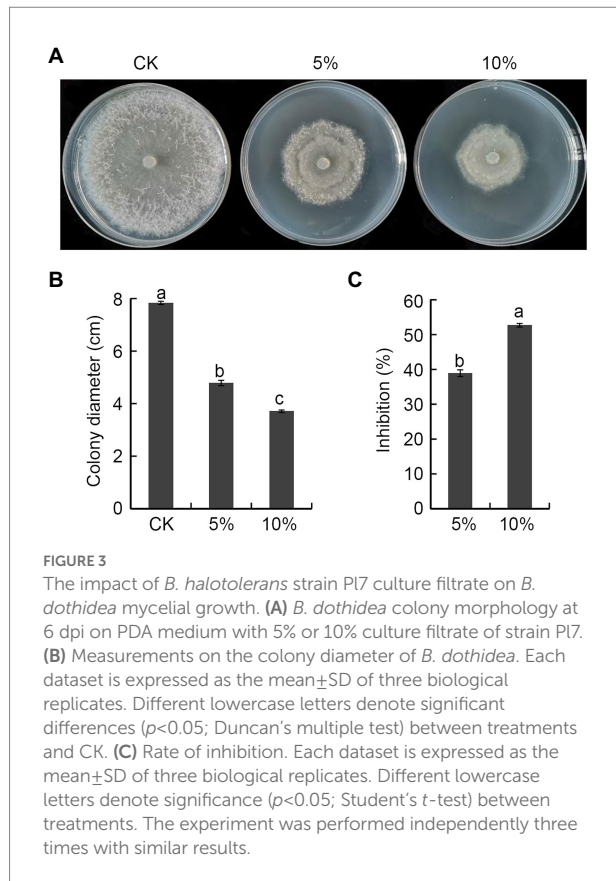 A
CK
5%
10%
B
8
6
4
2
0
Colony diameter (cm)
a
b
c
CK
5%
10%
C
60
50
40
30
20
10
0
Inhibition (%)
b
a
5%
10%
FIGURE 3
The impact of B. halotolerans strain Pl7 culture filtrate on B.
dothidea mycelial growth. (A) B. dothidea colony morphology at
6 dpi on PDA medium with 5% or 10% culture filtrate of strain Pl7.
(B) Measurements on the colony diameter of B. dothidea. Each
dataset is expressed as the mean±SD of three biological
replicates. Different lowercase letters denote significant
differences (p<0.05; Duncan’s multiple test) between treatments
and CK. (C) Rate of inhibition. Each dataset is expressed as the
mean±SD of three biological replicates. Different lowercase
letters denote significance (p<0.05; Student’s t-test) between
treatments. The experiment was performed independently three
times with similar results.